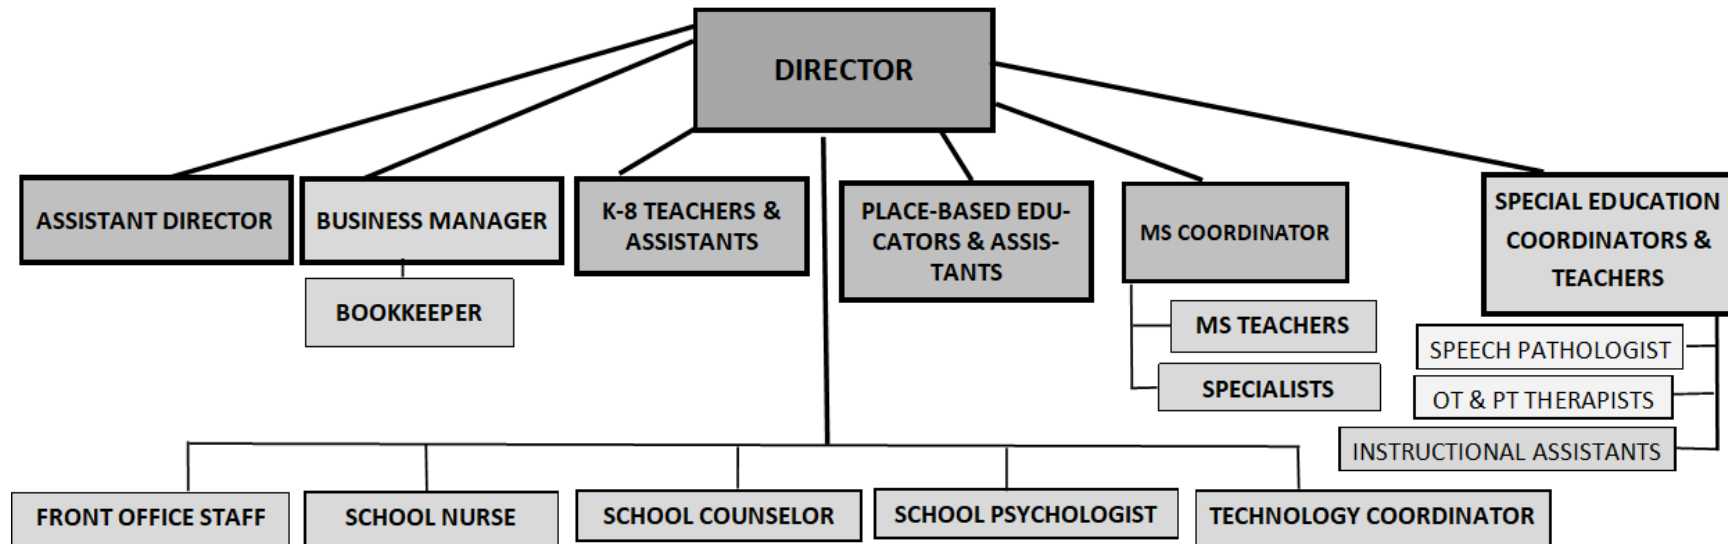 DIRECTOR
ASSISTANT DIRECTOR
BUSINESS MANAGER
K-8 TEACHERS &
ASSISTANTS
PLACE-BASED EDU-
CATORS & ASSIS-
TANTS
MS COORDINATOR
SPECIAL EDUCATION
COORDINATORS &
TEACHERS
BOOKKEEPER
MS TEACHERS
SPECIALISTS
SPEECH PATHOLOGIST
OT & PT THERAPISTS
INSTRUCTIONAL ASSISTANTS
FRONT OFFICE STAFF
SCHOOL NURSE
SCHOOL COUNSELOR
SCHOOL PSYCHOLOGIST
TECHNOLOGY COORDINATOR